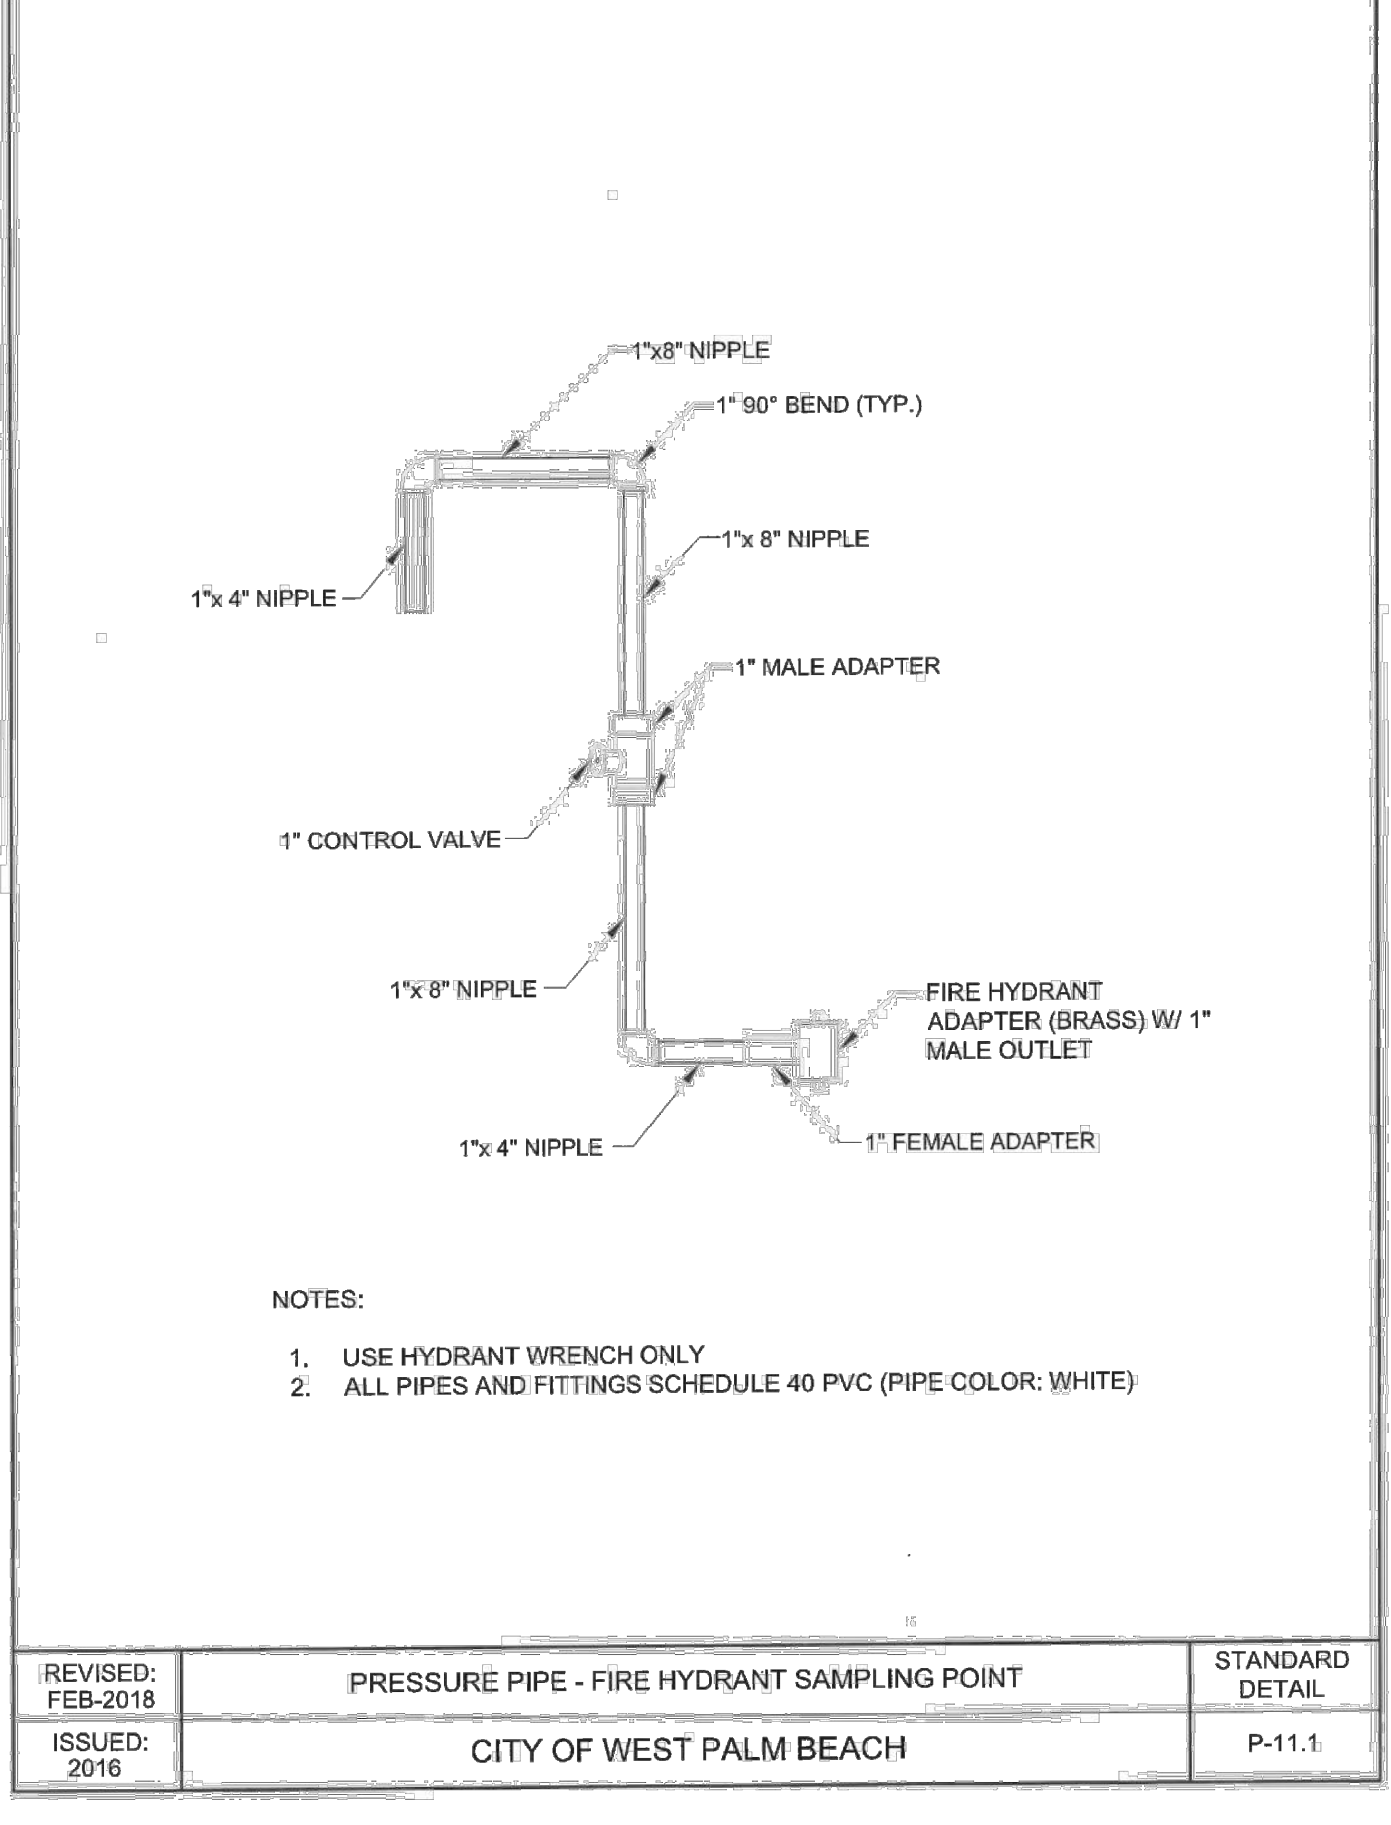 1"x8" NIPPLE
1" 90° BEND (TYP.)
1"x 8" NIPPLE
1"x 4" NIPPLE
1" MALE ADAPTER
1" CONTROL VALVE
1"x 8" NIPPLE
FIRE HYDRANT
ADAPTER (BRASS) W/ 1"
MALE OUTLET
1"x 4" NIPPLE
1" FEMALE ADAPTER
NOTES:
1. USE HYDRANT WRENCH ONLY
2. ALL PIPES AND FITTINGS SCHEDULE 40 PVC (PIPE COLOR: WHITE)
REVISED:
FEB-2018
PRESSURE PIPE - FIRE HYDRANT SAMPLING POINT
STANDARD
DETAIL
ISSUED:
2016
CITY OF WEST PALM BEACH
P-11.1